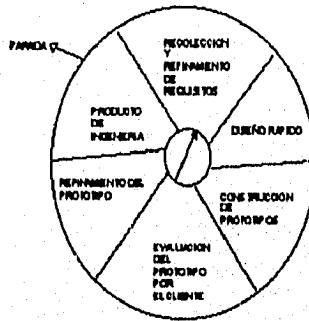 PARADA
RECOLECCION
Y
REFINAMIENTO
DE
REQUISITOS
PRODUCTO
DE
INGENIERIA
DISEÑO RAPIDO
REFINAMIENTO DEL
PROTOTIPO
CONSTRUCCION
DE
PROTOTIPOS
EVALUACION
DEL
PROTOTIPO
POR
EL CLIENTE